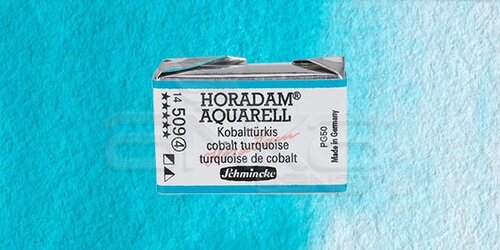 HORADAM®
AQUARELL
Kobalttürkis
cobalt turquoise
turquoise de cobalt
Schmincke
14 509 4
★★★★★
PG50
Made in Germany